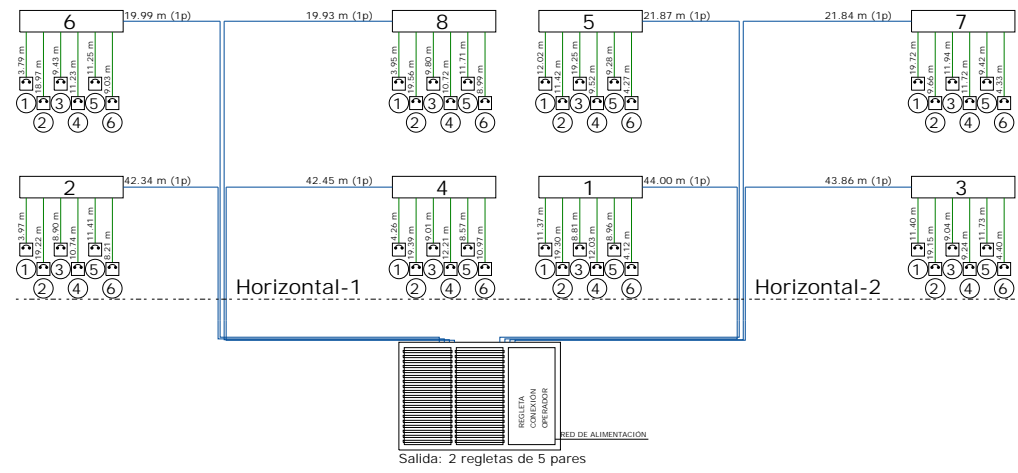 6
19.99 m (1p)
19.93 m (1p)
8
5
21.87 m (1p)
21.84 m (1p)
7
3.79 m
18.97 m
9.43 m
11.23 m
11.25 m
9.03 m
3.95 m
19.56 m
9.80 m
10.72 m
11.71 m
8.99 m
12.02 m
11.42 m
19.25 m
9.52 m
9.28 m
4.27 m
19.72 m
9.66 m
11.94 m
11.72 m
9.42 m
4.33 m
1 3 5
2 4 6
1 3 5
2 4 6
1 3 5
2 4 6
1 3 5
2 4 6
2
42.34 m (1p)
42.45 m (1p)
4
1
44.00 m (1p)
43.86 m (1p)
3
3.97 m
19.22 m
8.90 m
10.74 m
11.41 m
8.21 m
4.26 m
19.39 m
9.01 m
12.21 m
8.57 m
10.97 m
11.37 m
19.30 m
8.81 m
12.03 m
8.96 m
4.12 m
11.40 m
19.15 m
9.04 m
9.24 m
11.73 m
4.40 m
1 3 5
2 4 6
1 3 5
2 4 6
1 3 5
2 4 6
1 3 5
2 4 6
Horizontal-1
Horizontal-2
REGLETA
CONEXIÓN
OPERADOR
RED DE ALIMENTACIÓN
Salida: 2 regletas de 5 pares